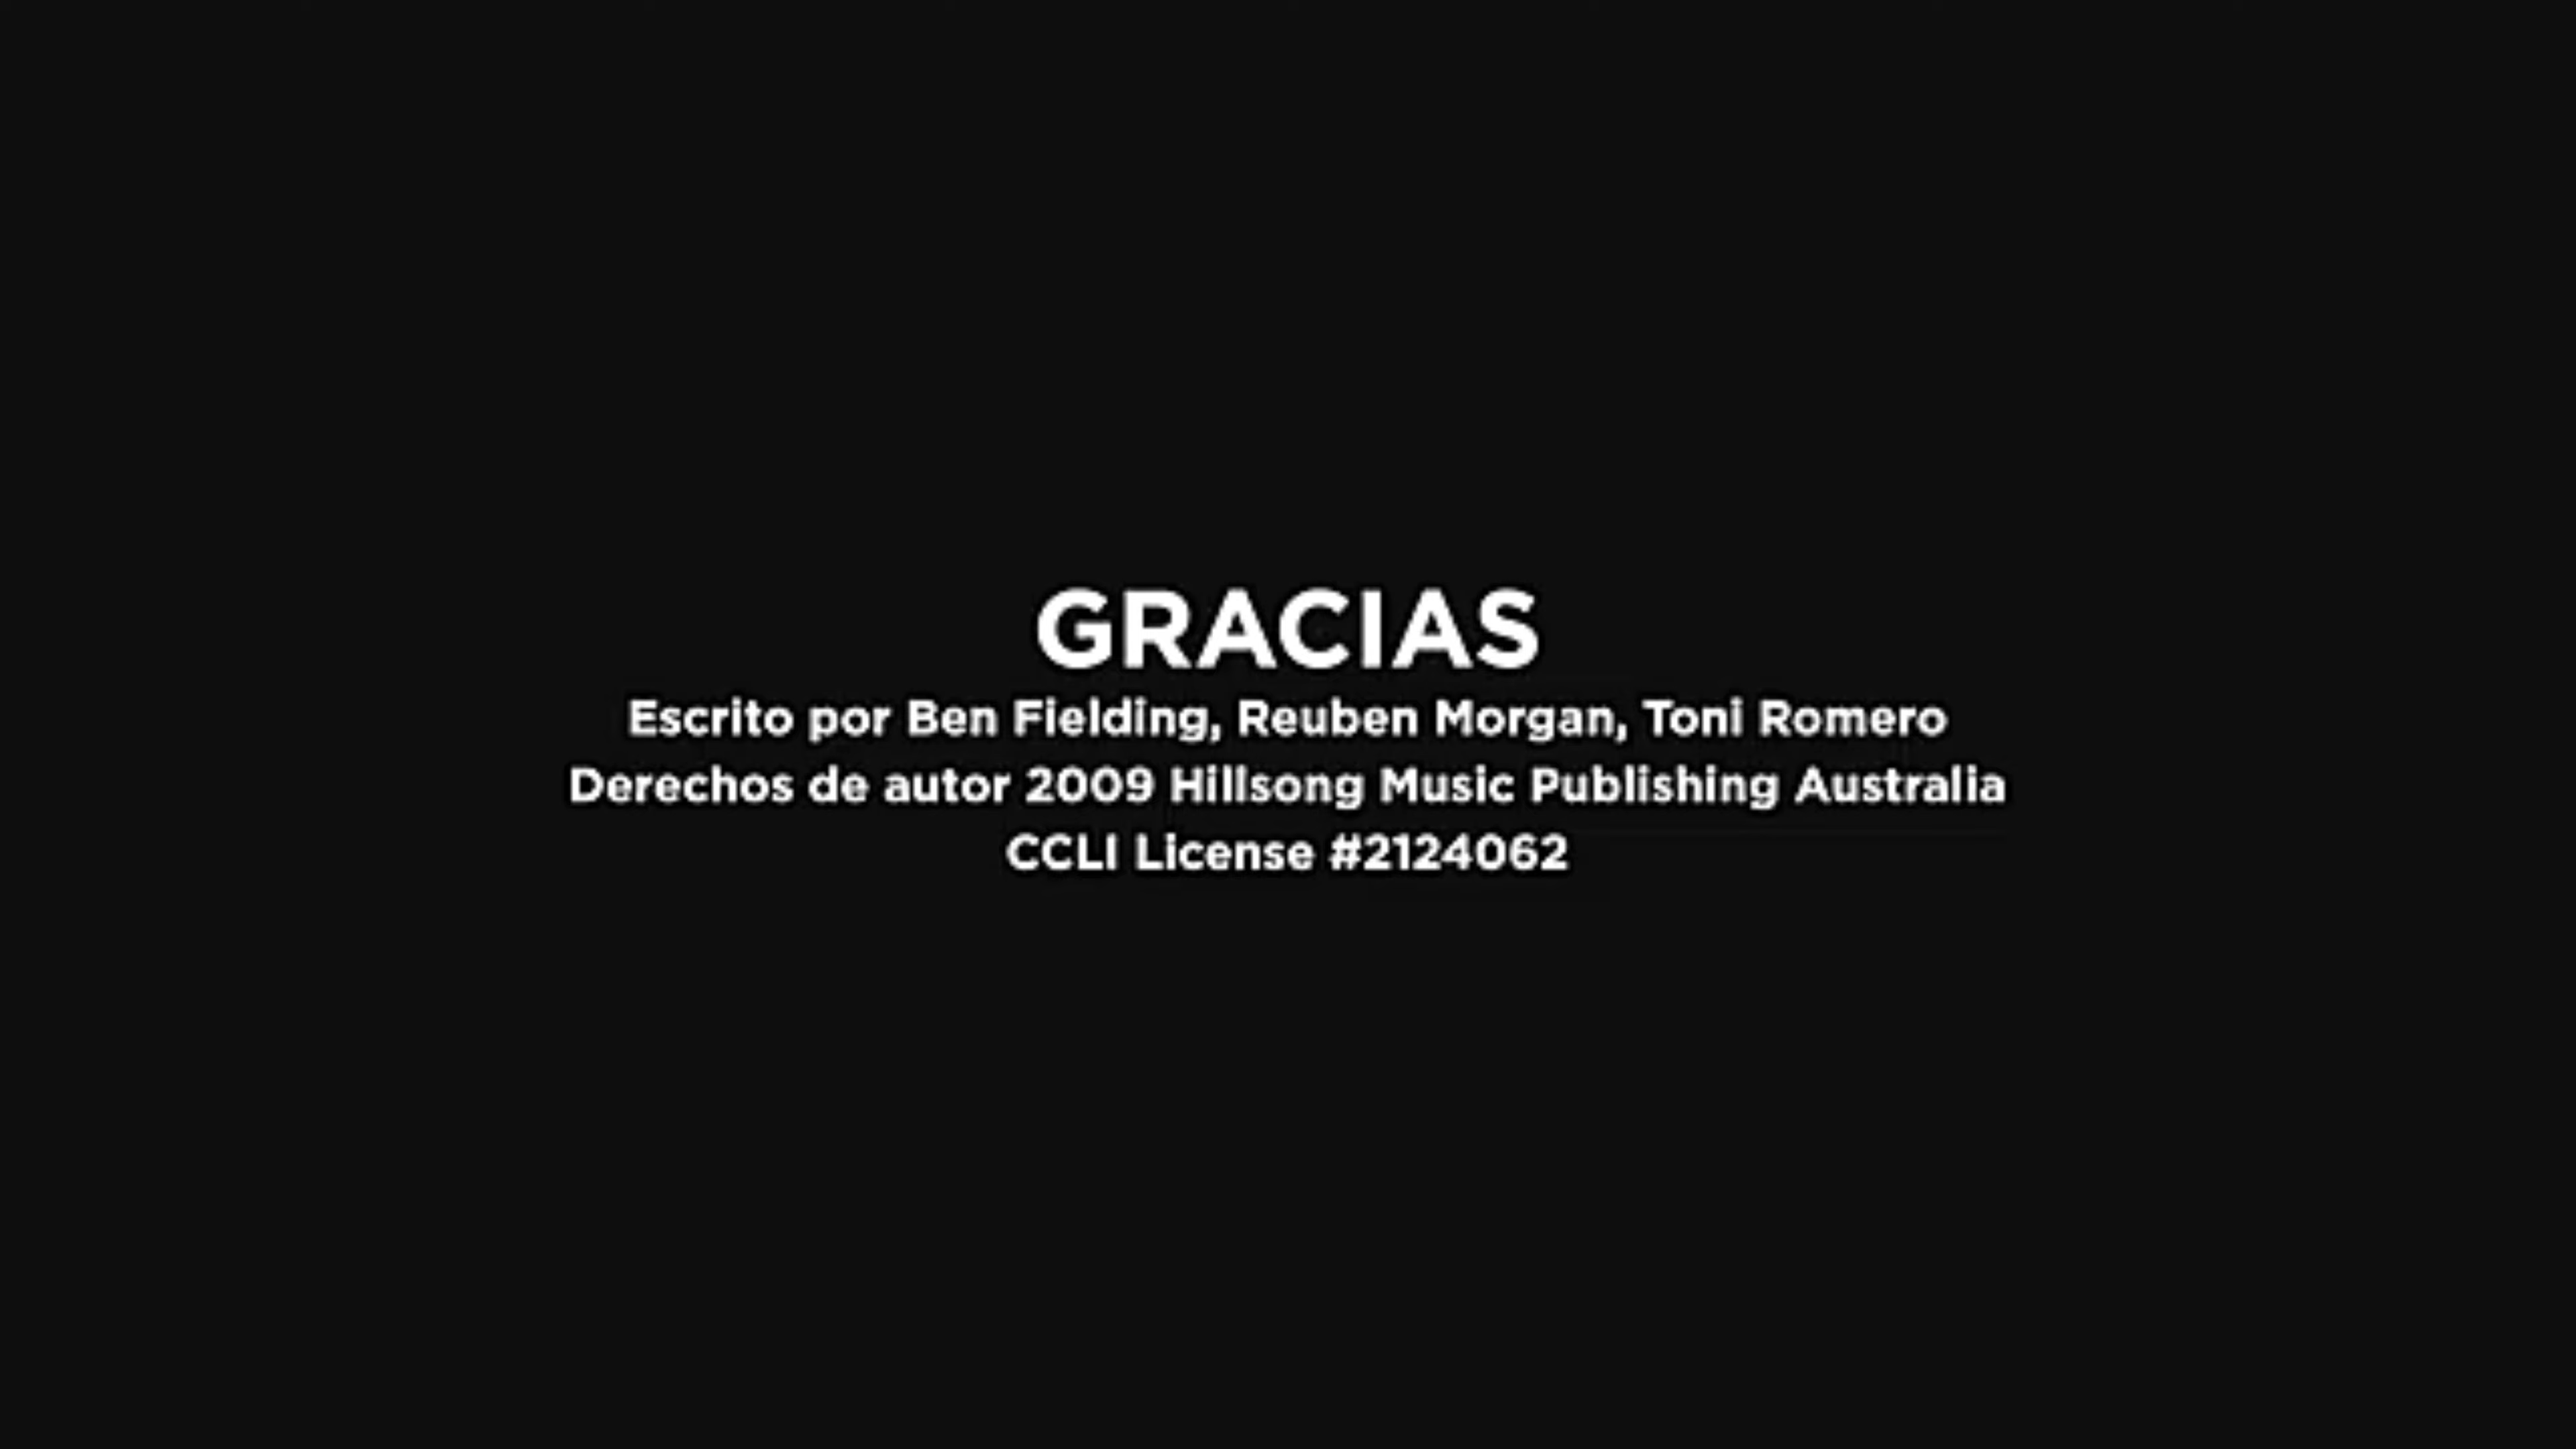 GRACIAS
Escrito por Ben Fielding, Reuben Morgan, Toni Romero
Derechos de autor 2009 Hillsong Music Publishing Australia
CCLI License #2124062